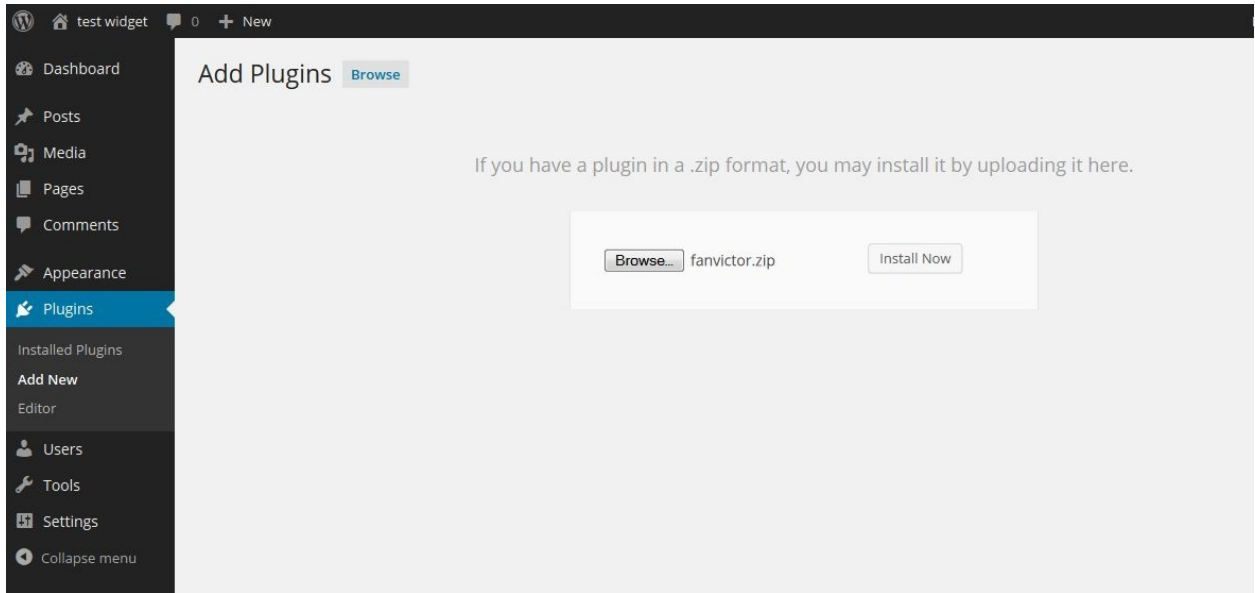 test widget 0 New
Dashboard
Posts
Media
Pages
Comments
Appearance
Plugins
Installed Plugins
Add New
Editor
Users
Tools
Settings
Collapse menu
Add Plugins Browse
If you have a plugin in a .zip format, you may install it by uploading it here.
Browse... fanvictor.zip Install Now